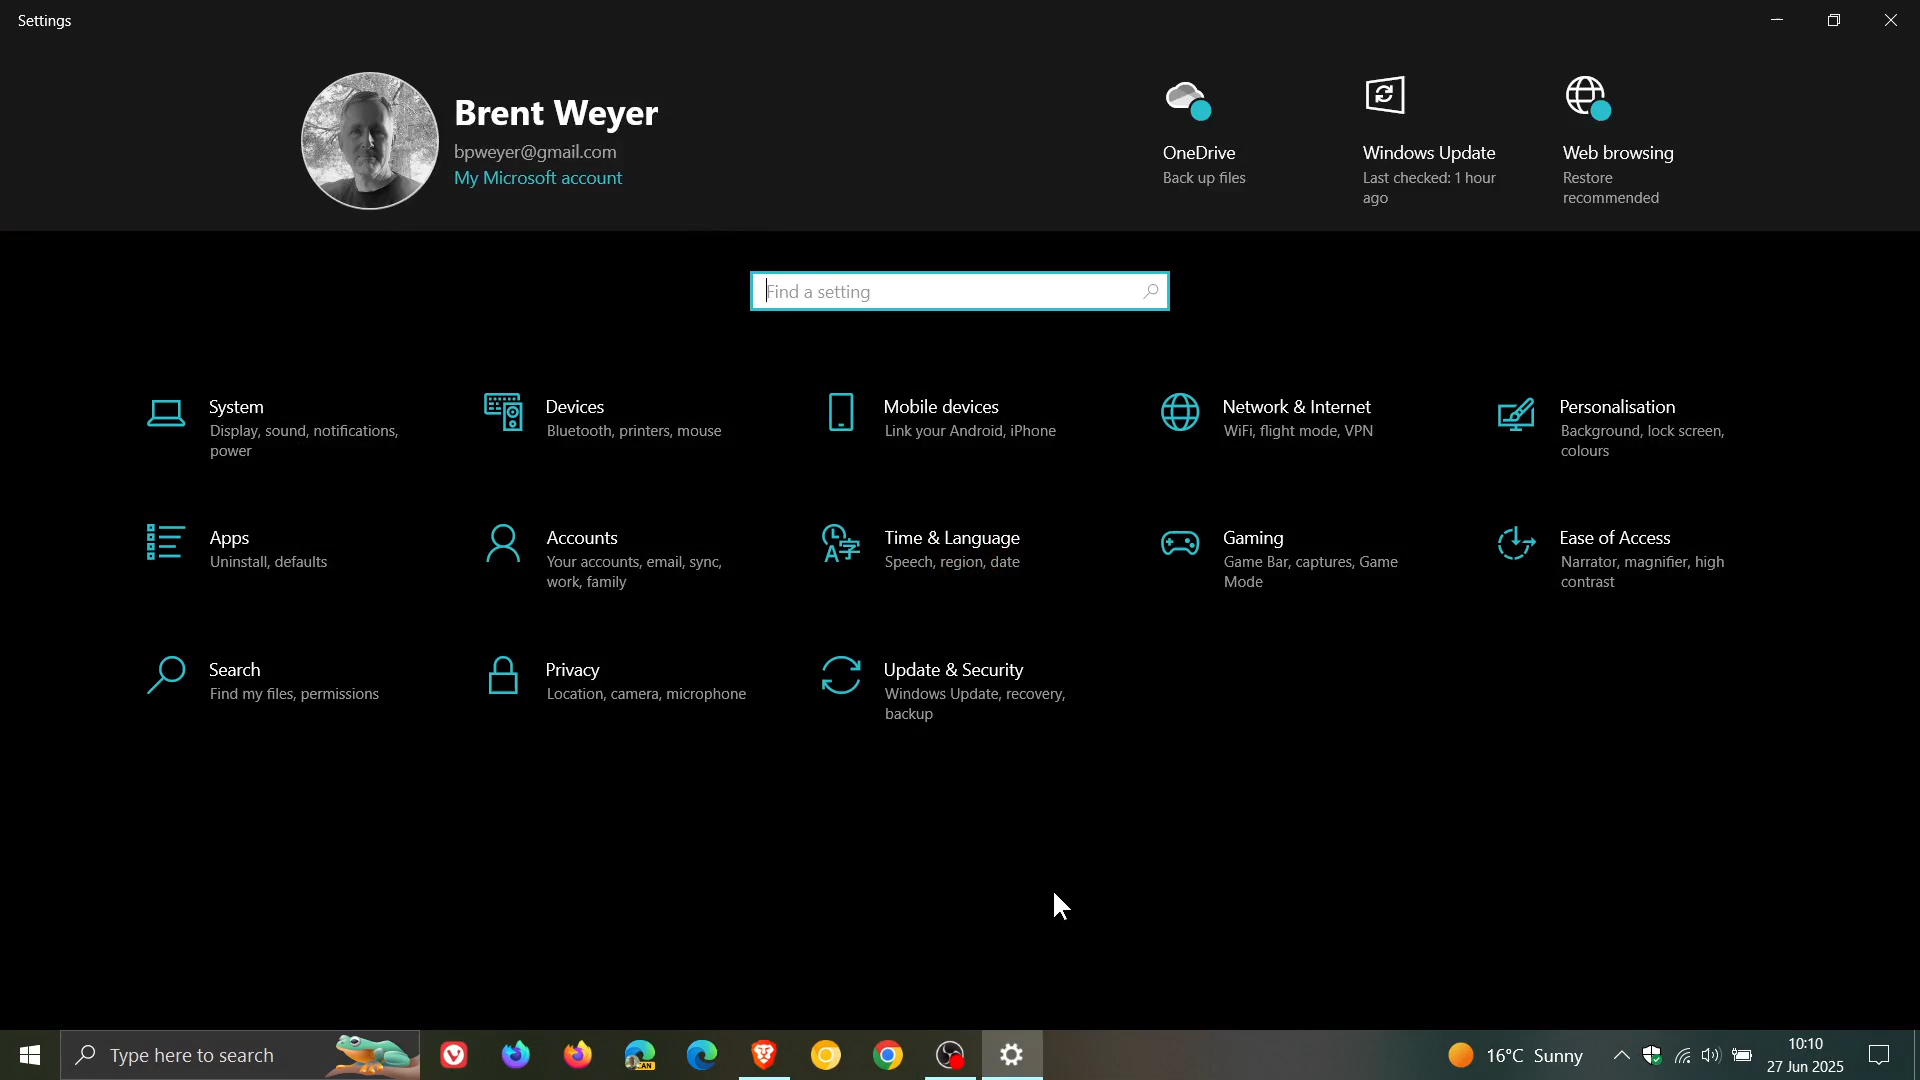 Settings
Brent Weyer
bpweyer@gmail.com
My Microsoft account
OneDrive
Back up files
Windows Update
Last checked: 1 hour
ago
Web browsing
Restore
recommended
Find a setting
System
Display, sound, notifications,
power
Devices
Bluetooth, printers, mouse
Mobile devices
Link your Android, iPhone
Network & Internet
WiFi, flight mode, VPN
Personalisation
Background, lock screen,
colours
Apps
Uninstall, defaults
Accounts
Your accounts, email, sync,
work, family
Time & Language
Speech, region, date
Gaming
Game Bar, captures, Game
Mode
Ease of Access
Narrator, magnifier, high
contrast
Search
Find my files, permissions
Privacy
Location, camera, microphone
Update & Security
Windows Update, recovery,
backup
Type here to search
CAN
16°C Sunny
10:10
27 Jun 2025